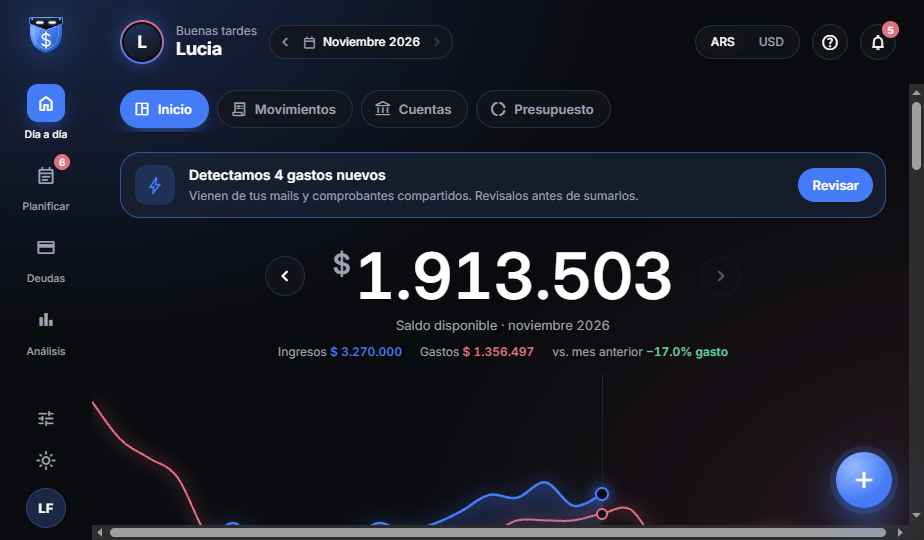 $
Buenas tardes
L
Lucia
Noviembre 2026
ARS
USD
5
Inicio
Movimientos
Cuentas
Presupuesto
Día a día
6
Planificar
Deudas
Análisis
LF
Detectamos 4 gastos nuevos
Vienen de tus mails y comprobantes compartidos. Revisalos antes de sumarlos.
Revisar
$1.913.503
Saldo disponible · noviembre 2026
Ingresos $ 3.270.000 Gastos $ 1.356.497 vs. mes anterior −17.0% gasto